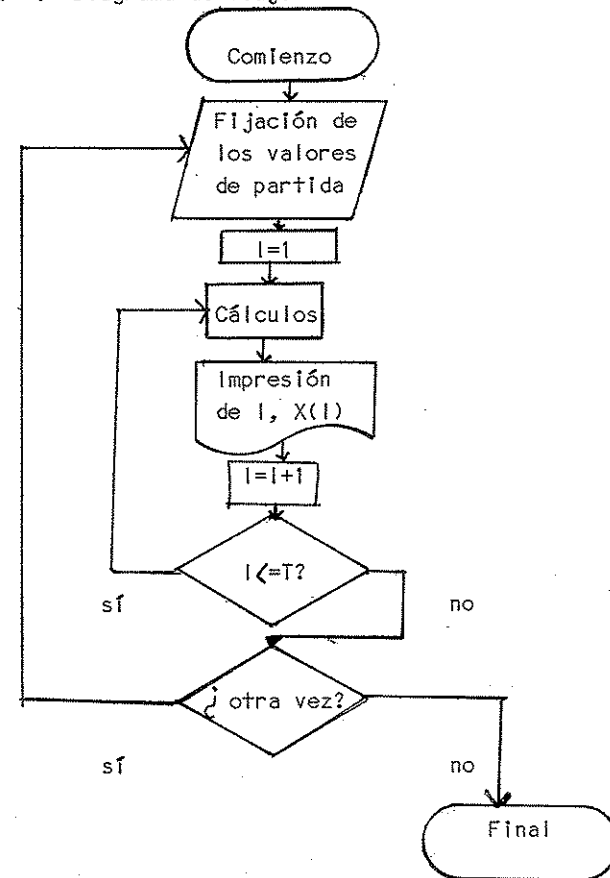 Comienzo
Fijación de
los valores
de partida
I=1
Cálculos
Impresión
de I, X(I)
I=I+1
I<=T?
sí
no
¿ otra vez?
sí
no
Final